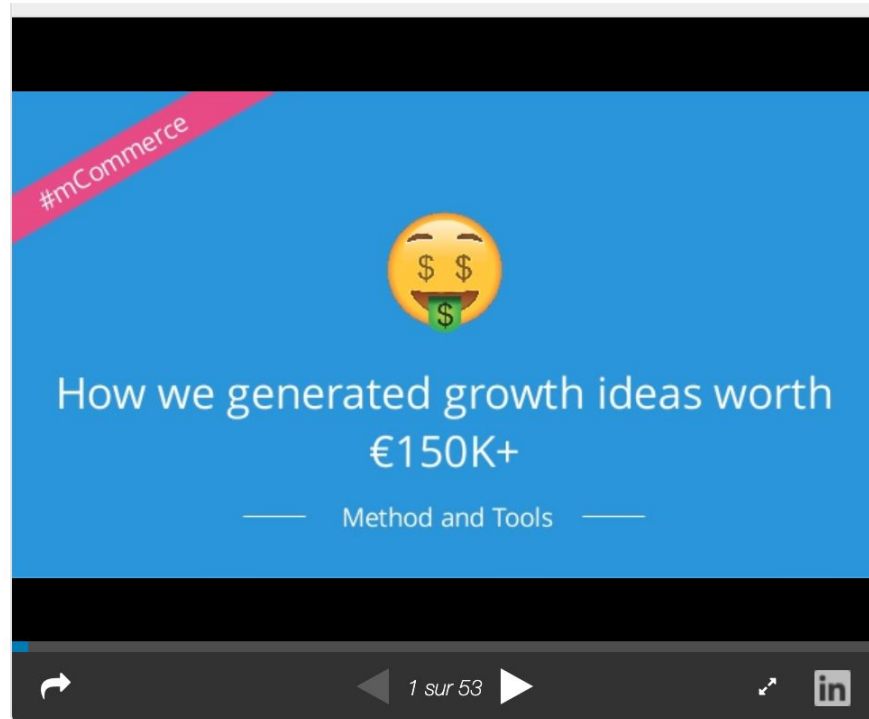 #mCommerce
$ $
$
How we generated growth ideas worth
€150K+
Method and Tools
1 sur 53
in